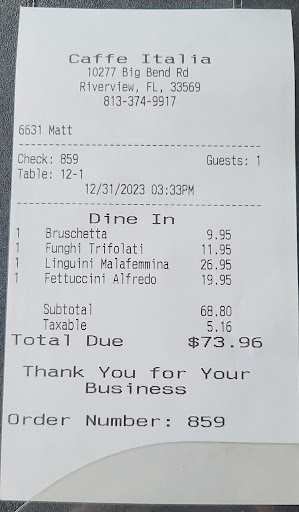 Caffe Italia
10277 Big Bend Rd
Riverview, FL, 33569
813-374-9917
6631 Matt
Check: 859 Guests: 1
Table: 12-1
12/31/2023 03:33PM
Dine In
1 Bruschetta 9.95
1 Funghi Trifolati 11.95
1 Linguini Malafemmina 26.95
1 Fettuccini Alfredo 19.95
Subtotal 68.80
Taxable 5.16
Total Due $73.96
Thank You for Your
Business
Order Number: 859